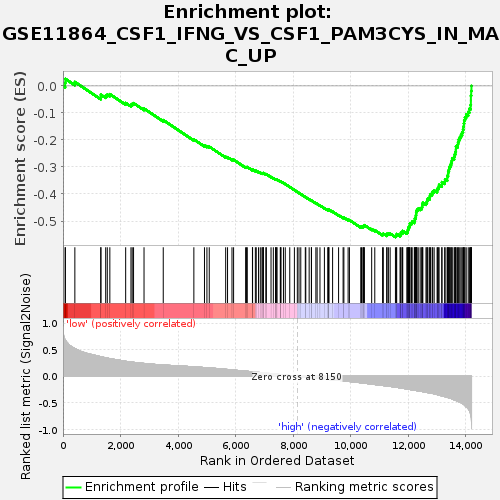 Enrichment plot:
GSE11864_CSF1_IFNG_VS_CSF1_PAM3CYS_IN_MA
C_UP
Enrichment score (ES)
0.0
-0.1
-0.2
-0.3
-0.4
-0.5
Ranked list metric (Signal2Noise)
1.0
0.5
0.0
-0.5
-1.0
'low' (positively correlated)
Zero cross at 8150
'high' (negatively correlated)
0
2,000
4,000
6,000
8,000
10,000
12,000
14,000
Rank in Ordered Dataset
Enrichment profile
Hits
Ranking metric scores